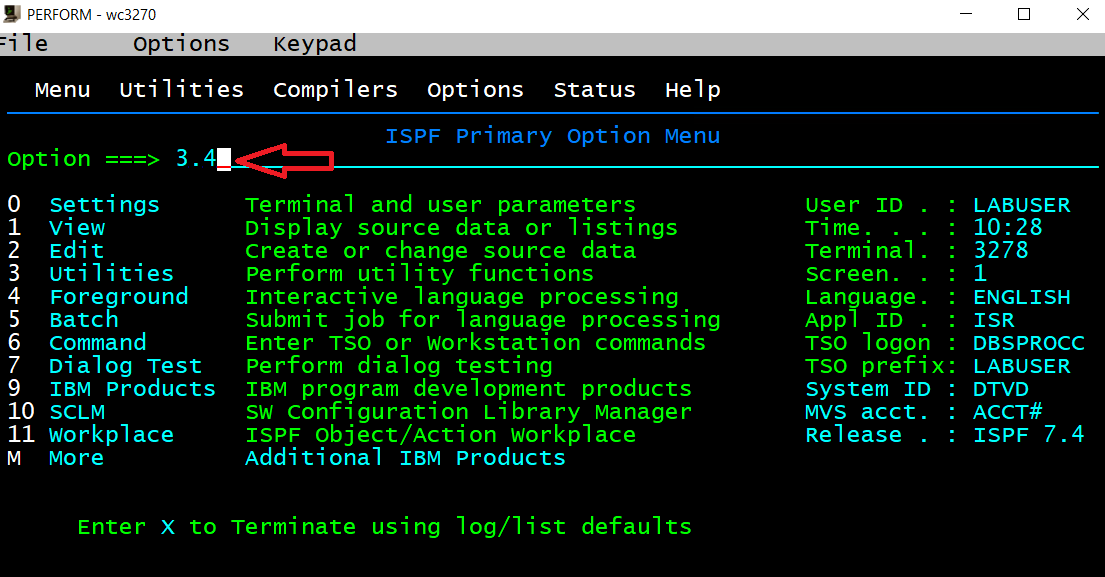 PERFORM - wc3270
File Options Keypad
Menu Utilities Compilers Options Status Help
ISPF Primary Option Menu
Option ===> 3.4
0 Settings Terminal and user parameters User ID . : LABUSER
1 View Display source data or listings Time. . . : 10:28
2 Edit Create or change source data Terminal. : 3278
3 Utilities Perform utility functions Screen. . : 1
4 Foreground Interactive language processing Language. : ENGLISH
5 Batch Submit job for language processing Appl ID . : ISR
6 Command Enter TSO or Workstation commands TSO logon : DBSPROCC
7 Dialog Test Perform dialog testing TSO prefix: LABUSER
9 IBM Products IBM program development products System ID : DTVD
10 SCLM SW Configuration Library Manager MVS acct. : ACCT#
11 Workplace ISPF Object/Action Workplace Release . : ISPF 7.4
M More Additional IBM Products
Enter X to Terminate using log/list defaults